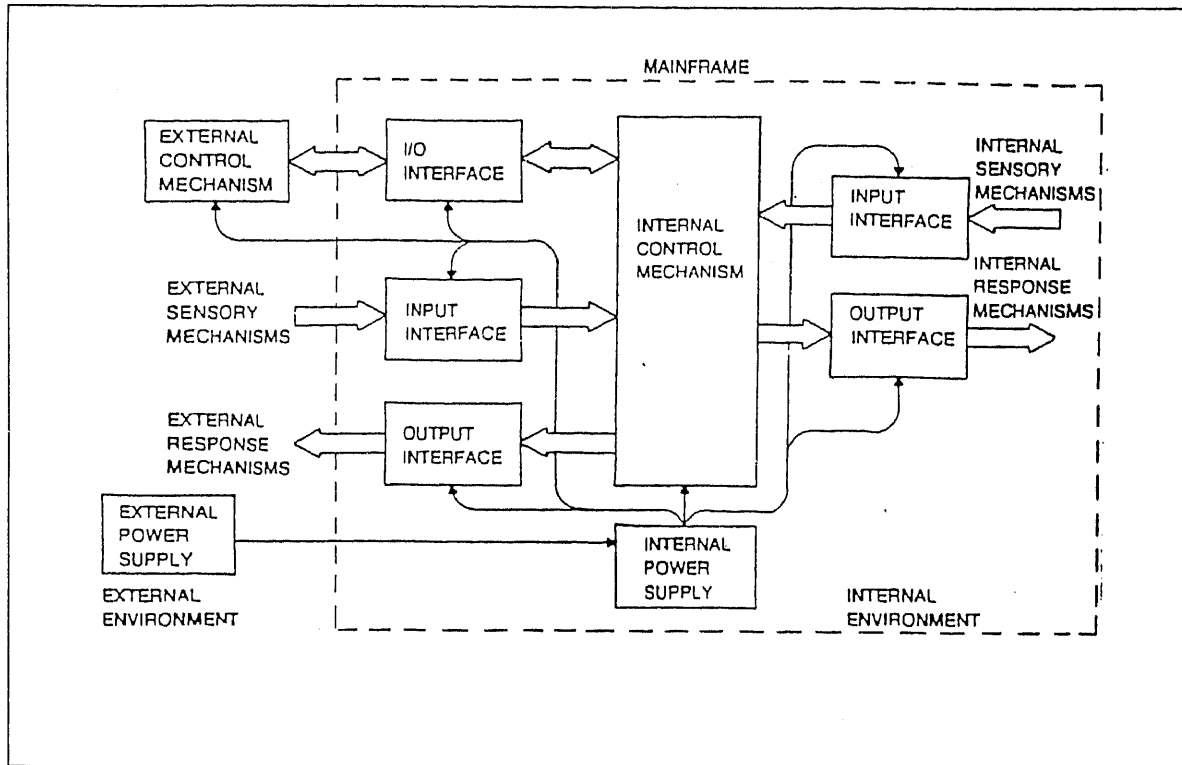 MAINFRAME
EXTERNAL
CONTROL
MECHANISM
I/O
INTERFACE
INTERNAL
CONTROL
MECHANISM
INPUT
INTERFACE
INTERNAL
SENSORY
MECHANISMS
EXTERNAL
SENSORY
MECHANISMS
INPUT
INTERFACE
OUTPUT
INTERFACE
INTERNAL
RESPONSE
MECHANISMS
EXTERNAL
RESPONSE
MECHANISMS
OUTPUT
INTERFACE
EXTERNAL
POWER
SUPPLY
INTERNAL
POWER
SUPPLY
EXTERNAL
ENVIRONMENT
INTERNAL
ENVIRONMENT